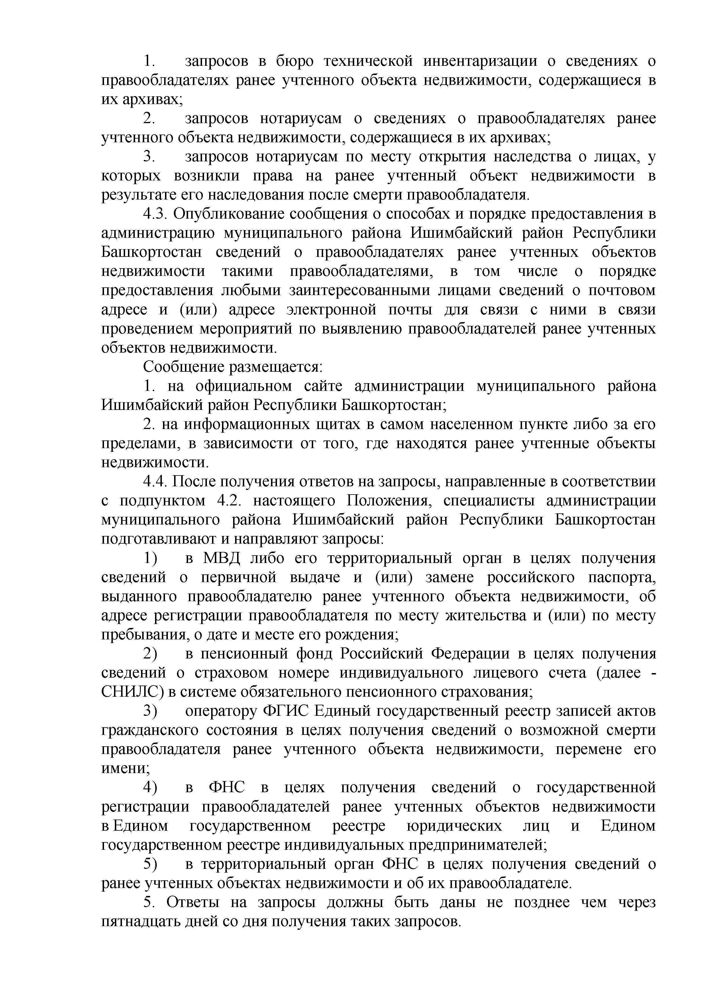 1. запросов в бюро технической инвентаризации о сведениях о
правообладателях ранее учтенного объекта недвижимости, содержащиеся в
их архивах;
2. запросов нотариусам о сведениях о правообладателях ранее
учтенного объекта недвижимости, содержащиеся в их архивах;
3. запросов нотариусам по месту открытия наследства о лицах, у
которых возникли права на ранее учтенный объект недвижимости в
результате его наследования после смерти правообладателя.
4.3. Опубликование сообщения о способах и порядке предоставления в
администрацию муниципального района Ишимбайский район Республики
Башкортостан сведений о правообладателях ранее учтенных объектов
недвижимости такими правообладателями, в том числе о порядке
предоставления любыми заинтересованными лицами сведений о почтовом
адресе и (или) адресе электронной почты для связи с ними в связи
проведением мероприятий по выявлению правообладателей ранее учтенных
объектов недвижимости.
Сообщение размещается:
1. на официальном сайте администрации муниципального района
Ишимбайский район Республики Башкортостан;
2. на информационных щитах в самом населенном пункте либо за его
пределами, в зависимости от того, где находятся ранее учтенные объекты
недвижимости.
4.4. После получения ответов на запросы, направленные в соответствии
с подпунктом 4.2. настоящего Положения, специалисты администрации
муниципального района Ишимбайский район Республики Башкортостан
подготавливают и направляют запросы:
1) в МВД либо его территориальный орган в целях получения
сведений о первичной выдаче и (или) замене российского паспорта,
выданного правообладателю ранее учтенного объекта недвижимости, об
адресе регистрации правообладателя по месту жительства и (или) по месту
пребывания, о дате и месте его рождения;
2) в пенсионный фонд Российский Федерации в целях получения
сведений о страховом номере индивидуального лицевого счета (далее -
СНИЛС) в системе обязательного пенсионного страхования;
3) оператору ФГИС Единый государственный реестр записей актов
гражданского состояния в целях получения сведений о возможной смерти
правообладателя ранее учтенного объекта недвижимости, перемене его
имени;
4) в ФНС в целях получения сведений о государственной
регистрации правообладателей ранее учтенных объектов недвижимости
в Едином государственном реестре юридических лиц и Едином
государственном реестре индивидуальных предпринимателей;
5) в территориальный орган ФНС в целях получения сведений о
ранее учтенных объектах недвижимости и об их правообладателе.
5. Ответы на запросы должны быть даны не позднее чем через
пятнадцать дней со дня получения таких запросов.